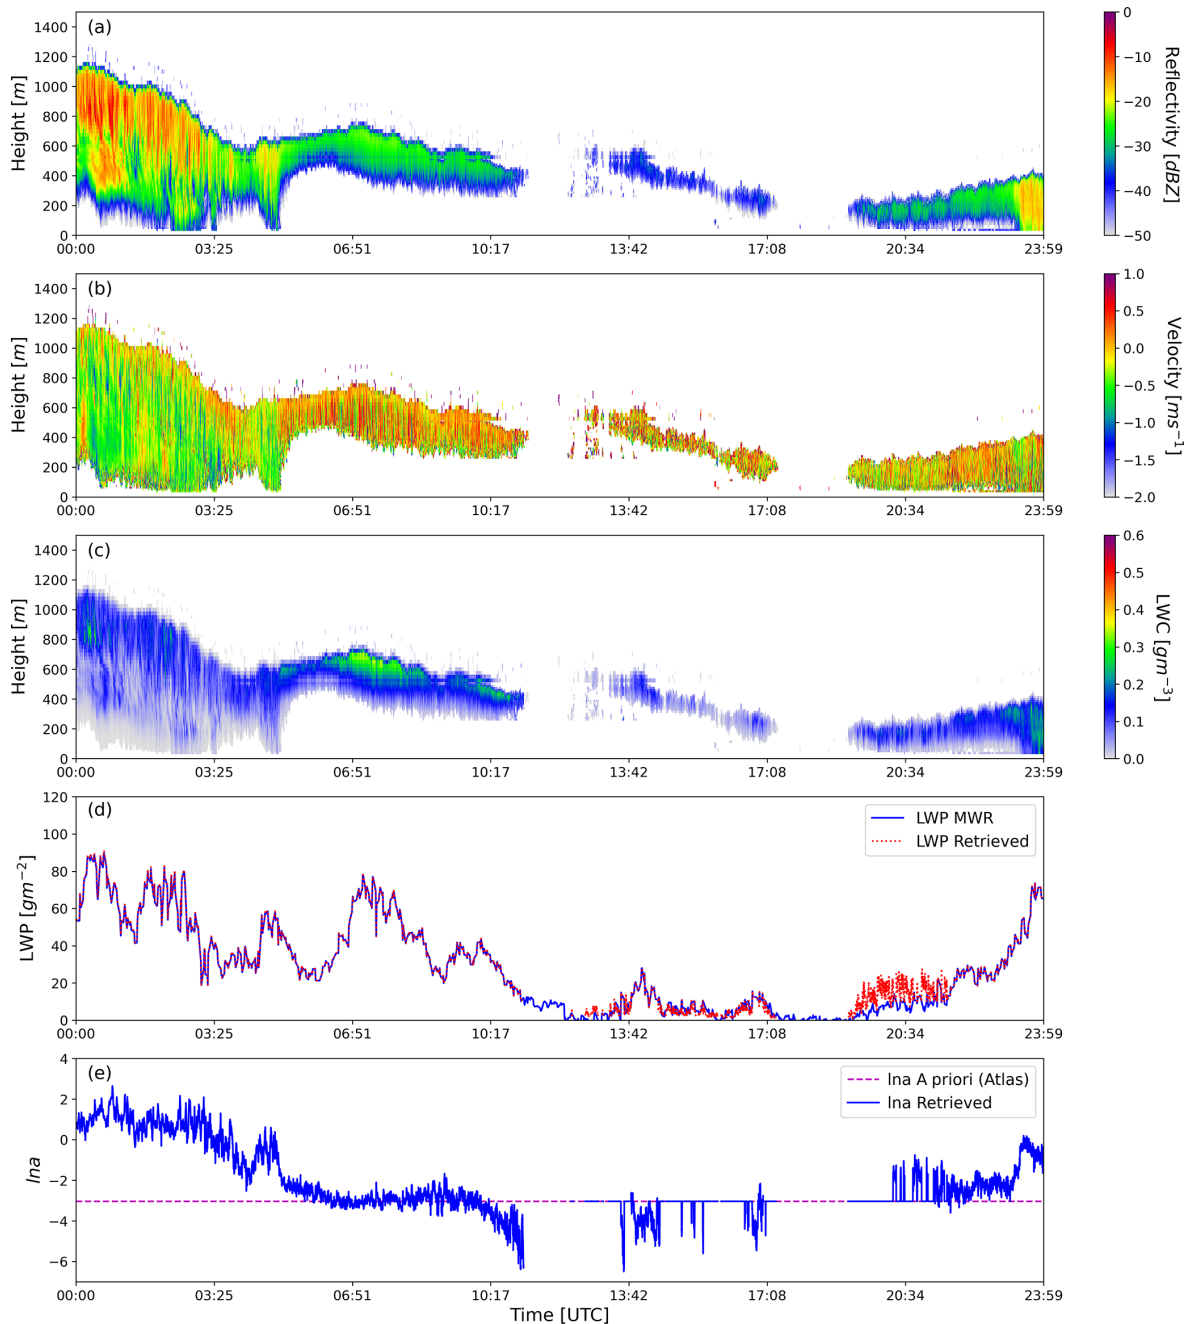 (a)
1400
1200
1000
800
600
400
200
0
Height [m]
00:00 03:25 06:51 10:17 13:42 17:08 20:34 23:59
0
−10
−20
−30
−40
−50
Reflectivity [dBZ]
(b)
1400
1200
1000
800
600
400
200
0
Height [m]
00:00 03:25 06:51 10:17 13:42 17:08 20:34 23:59
1.0
0.5
0.0
−0.5
−1.0
−1.5
−2.0
Velocity [ms⁻¹]
(c)
1400
1200
1000
800
600
400
200
0
Height [m]
00:00 03:25 06:51 10:17 13:42 17:08 20:34 23:59
0.6
0.5
0.4
0.3
0.2
0.1
0.0
LWC [gm⁻³]
(d)
120
100
80
60
40
20
0
LWP [gm⁻²]
LWP MWR
LWP Retrieved
00:00 03:25 06:51 10:17 13:42 17:08 20:34 23:59
(e)
4
2
0
−2
−4
−6
lna
lna A priori (Atlas)
lna Retrieved
00:00 03:25 06:51 10:17 13:42 17:08 20:34 23:59
Time [UTC]